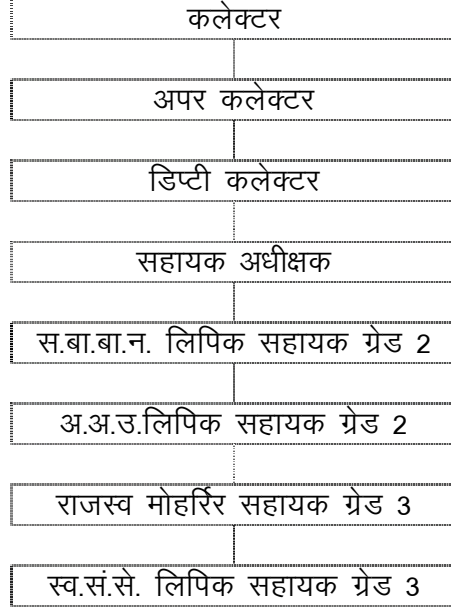 कलेक्टर
अपर कलेक्टर
डिप्टी कलेक्टर
सहायक अधीक्षक
स.बा.बा.न. लिपिक सहायक ग्रेड 2
अ.अ.उ.लिपिक सहायक ग्रेड 2
राजस्व मोहर्रिर सहायक ग्रेड 3
स्व.सं.से. लिपिक सहायक ग्रेड 3